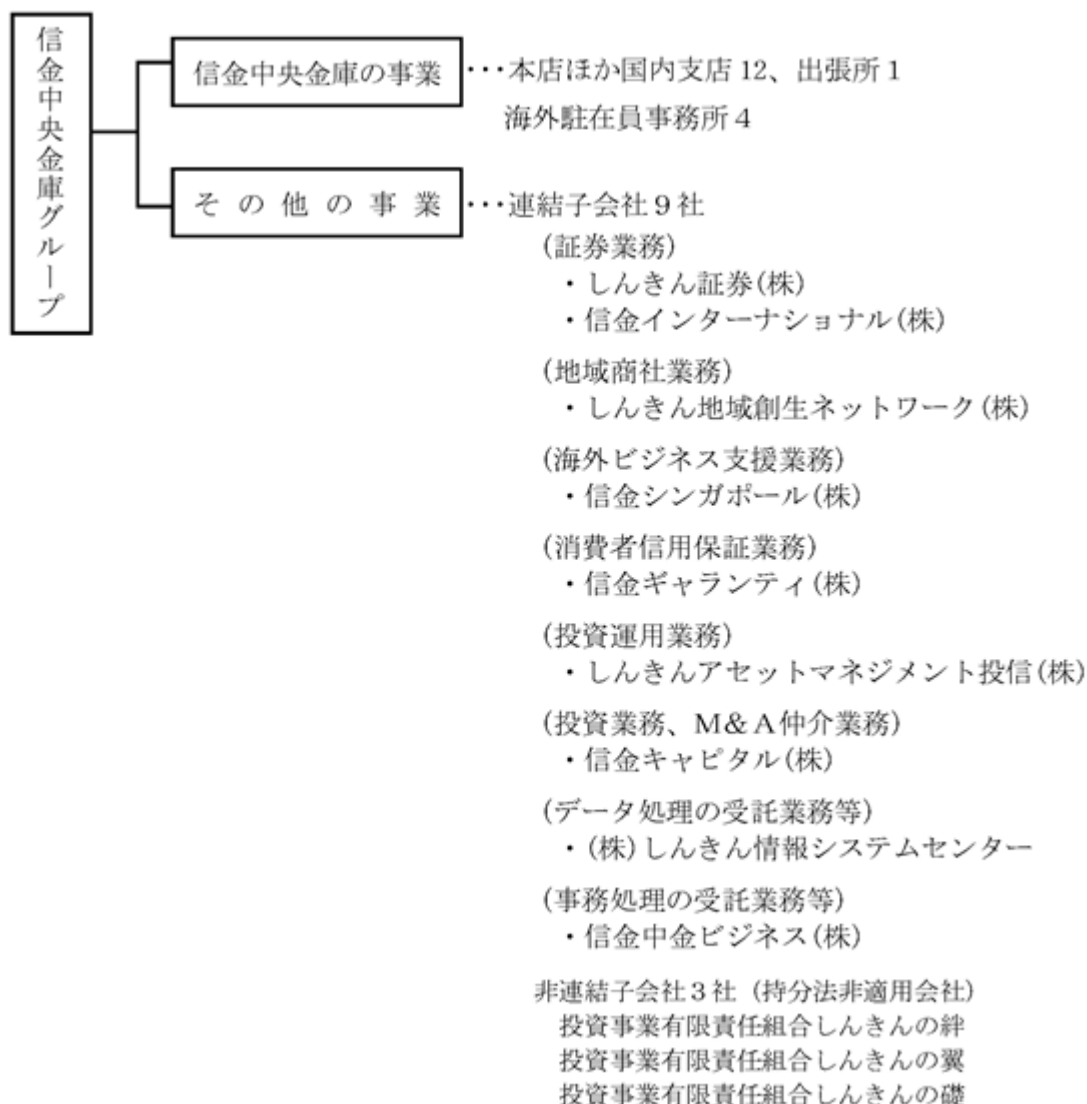 信金中央金庫グループ
信金中央金庫の事業 ･･･本店ほか国内支店 12、出張所 1
海外駐在員事務所 4
その他の事業 ･･･連結子会社 9 社
(証券業務)
・しんきん証券(株)
・信金インターナショナル(株)
(地域商社業務)
・しんきん地域創生ネットワーク(株)
(海外ビジネス支援業務)
・信金シンガポール(株)
(消費者信用保証業務)
・信金ギャランティ(株)
(投資運用業務)
・しんきんアセットマネジメント投信(株)
(投資業務、M&A仲介業務)
・信金キャピタル(株)
(データ処理の受託業務等)
・(株)しんきん情報システムセンター
(事務処理の受託業務等)
・信金中金ビジネス(株)
非連結子会社３社 (持分法非適用会社)
投資事業有限責任組合しんきんの絆
投資事業有限責任組合しんきんの翼
投資事業有限責任組合しんきんの礎